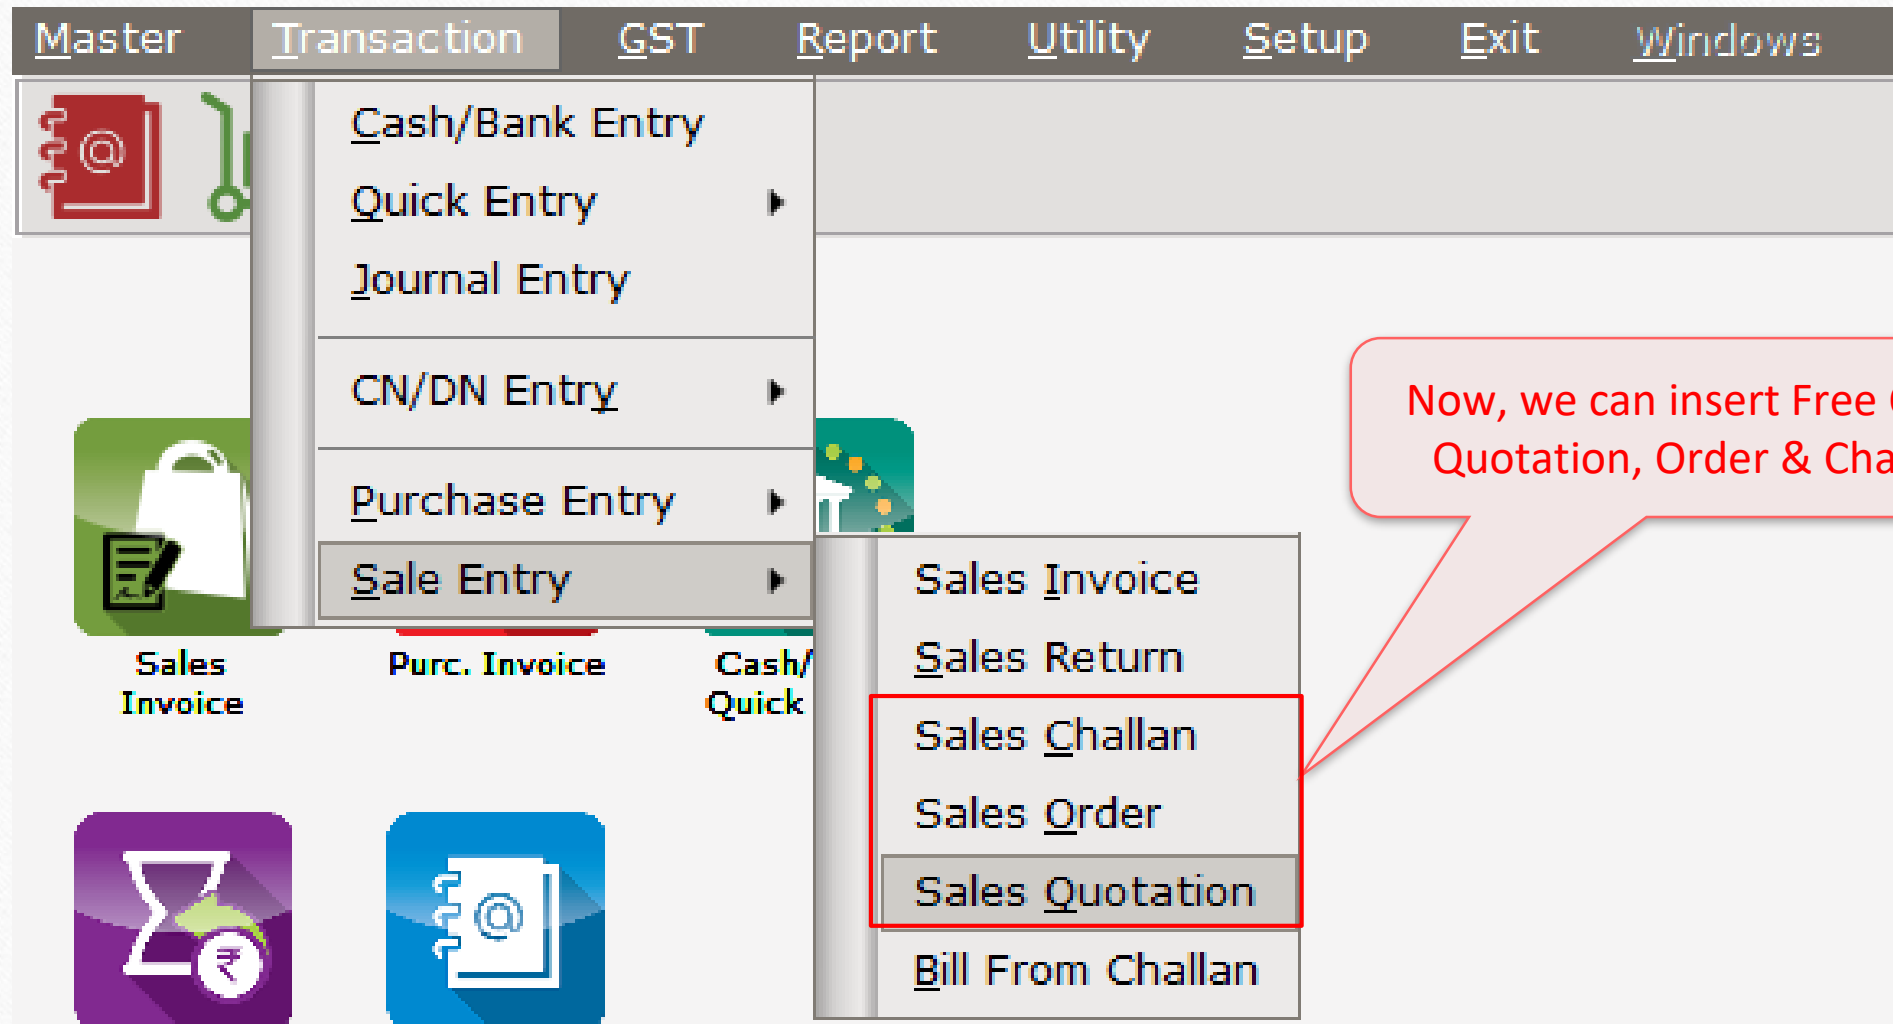 Master Transaction GST Report Utility Setup Exit Windows
Cash/Bank Entry
Quick Entry
Journal Entry
CN/DN Entry
Purchase Entry
Sale Entry
Sales Invoice
Sales Return
Sales Challan
Sales Order
Sales Quotation
Bill From Challan
Now, we can insert Free
Quotation, Order &
Sales
Invoice
Purc. Invoice
Cash/
Quick
@
@
₹